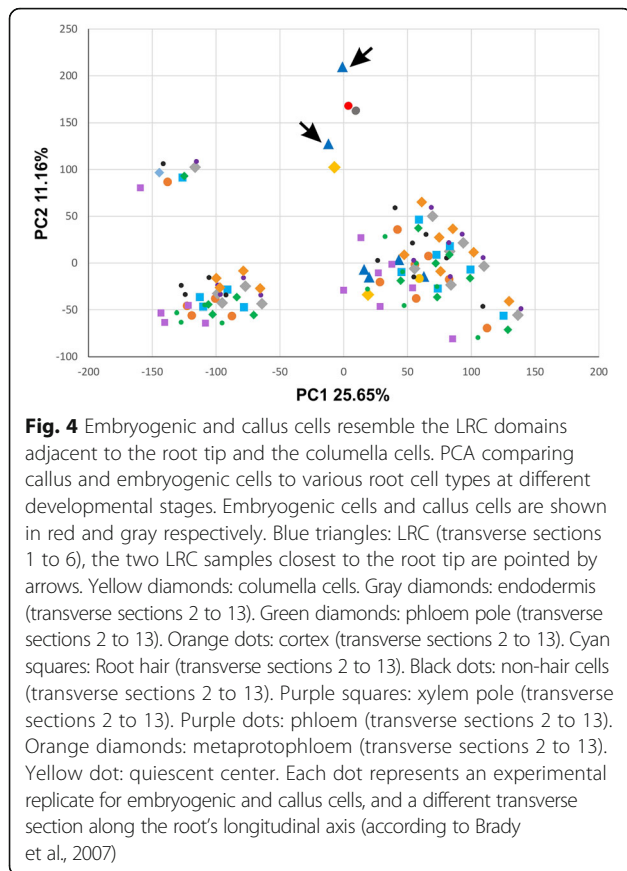 250
200
150
100
50
0
-50
-100
-200 -150 -100 -50 0 50 100 150 200
PC2 11.16%
PC1 25.65%
Fig. 4 Embryogenic and callus cells resemble the LRC domains
adjacent to the root tip and the columella cells. PCA comparing
callus and embryogenic cells to various root cell types at different
developmental stages. Embryogenic cells and callus cells are shown
in red and gray respectively. Blue triangles: LRC (transverse sections
1 to 6), the two LRC samples closest to the root tip are pointed by
arrows. Yellow diamonds: columella cells. Gray diamonds: endodermis
(transverse sections 2 to 13). Green diamonds: phloem pole (transverse
sections 2 to 13). Orange dots: cortex (transverse sections 2 to 13). Cyan
squares: Root hair (transverse sections 2 to 13). Black dots: non-hair cells
(transverse sections 2 to 13). Purple squares: xylem pole (transverse
sections 2 to 13). Purple dots: phloem (transverse sections 2 to 13).
Orange diamonds: metaprotophloem (transverse sections 2 to 13).
Yellow dot: quiescent center. Each dot represents an experimental
replicate for embryogenic and callus cells, and a different transverse
section along the root's longitudinal axis (according to Brady
et al., 2007)